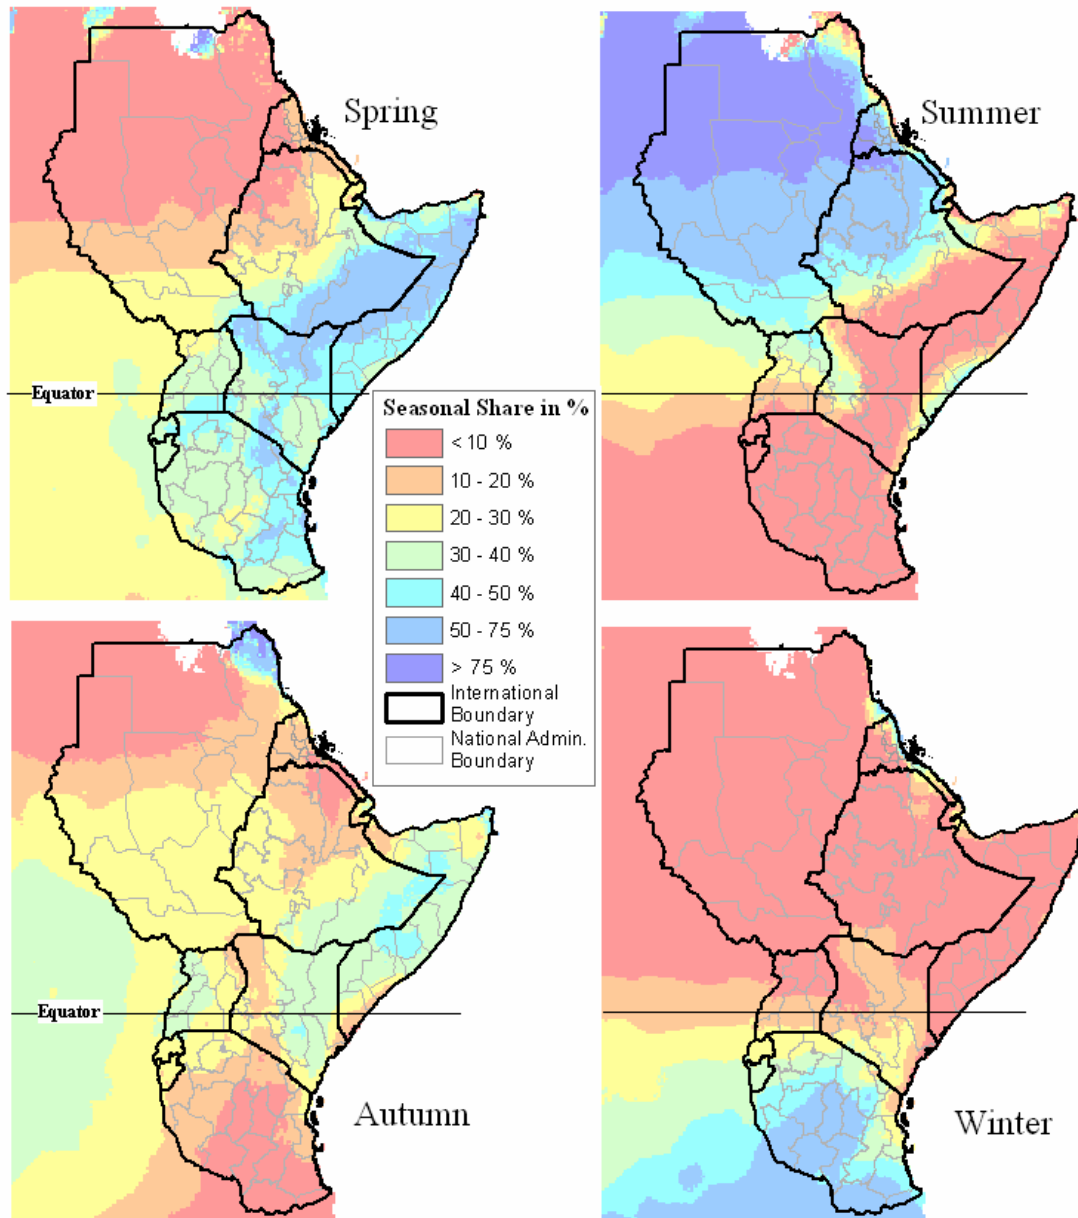 Spring
Summer
Equator
Seasonal Share in %
< 10 %
10 - 20 %
20 - 30 %
30 - 40 %
40 - 50 %
50 - 75 %
> 75 %
International
Boundary
National Admin.
Boundary
Equator
Autumn
Winter